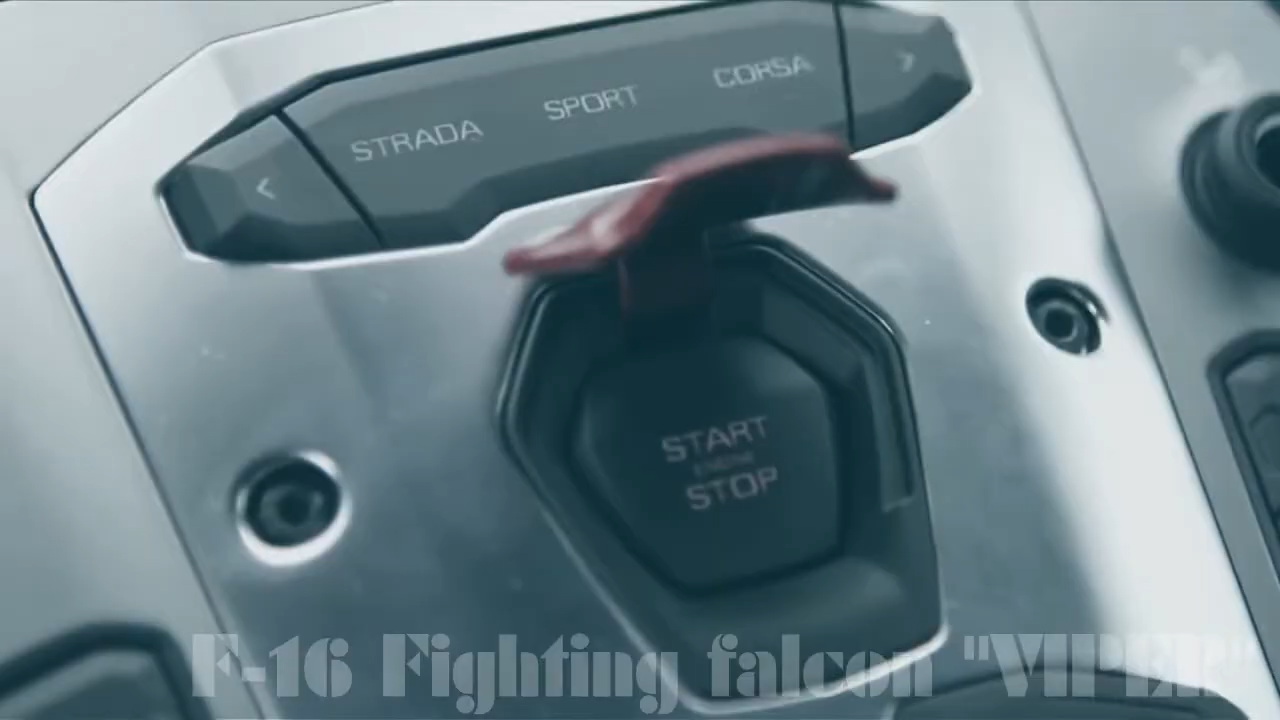 STRADA SPORT CORSA
START
ENGINE
STOP
F-16 Fighting falcon "VIPER"